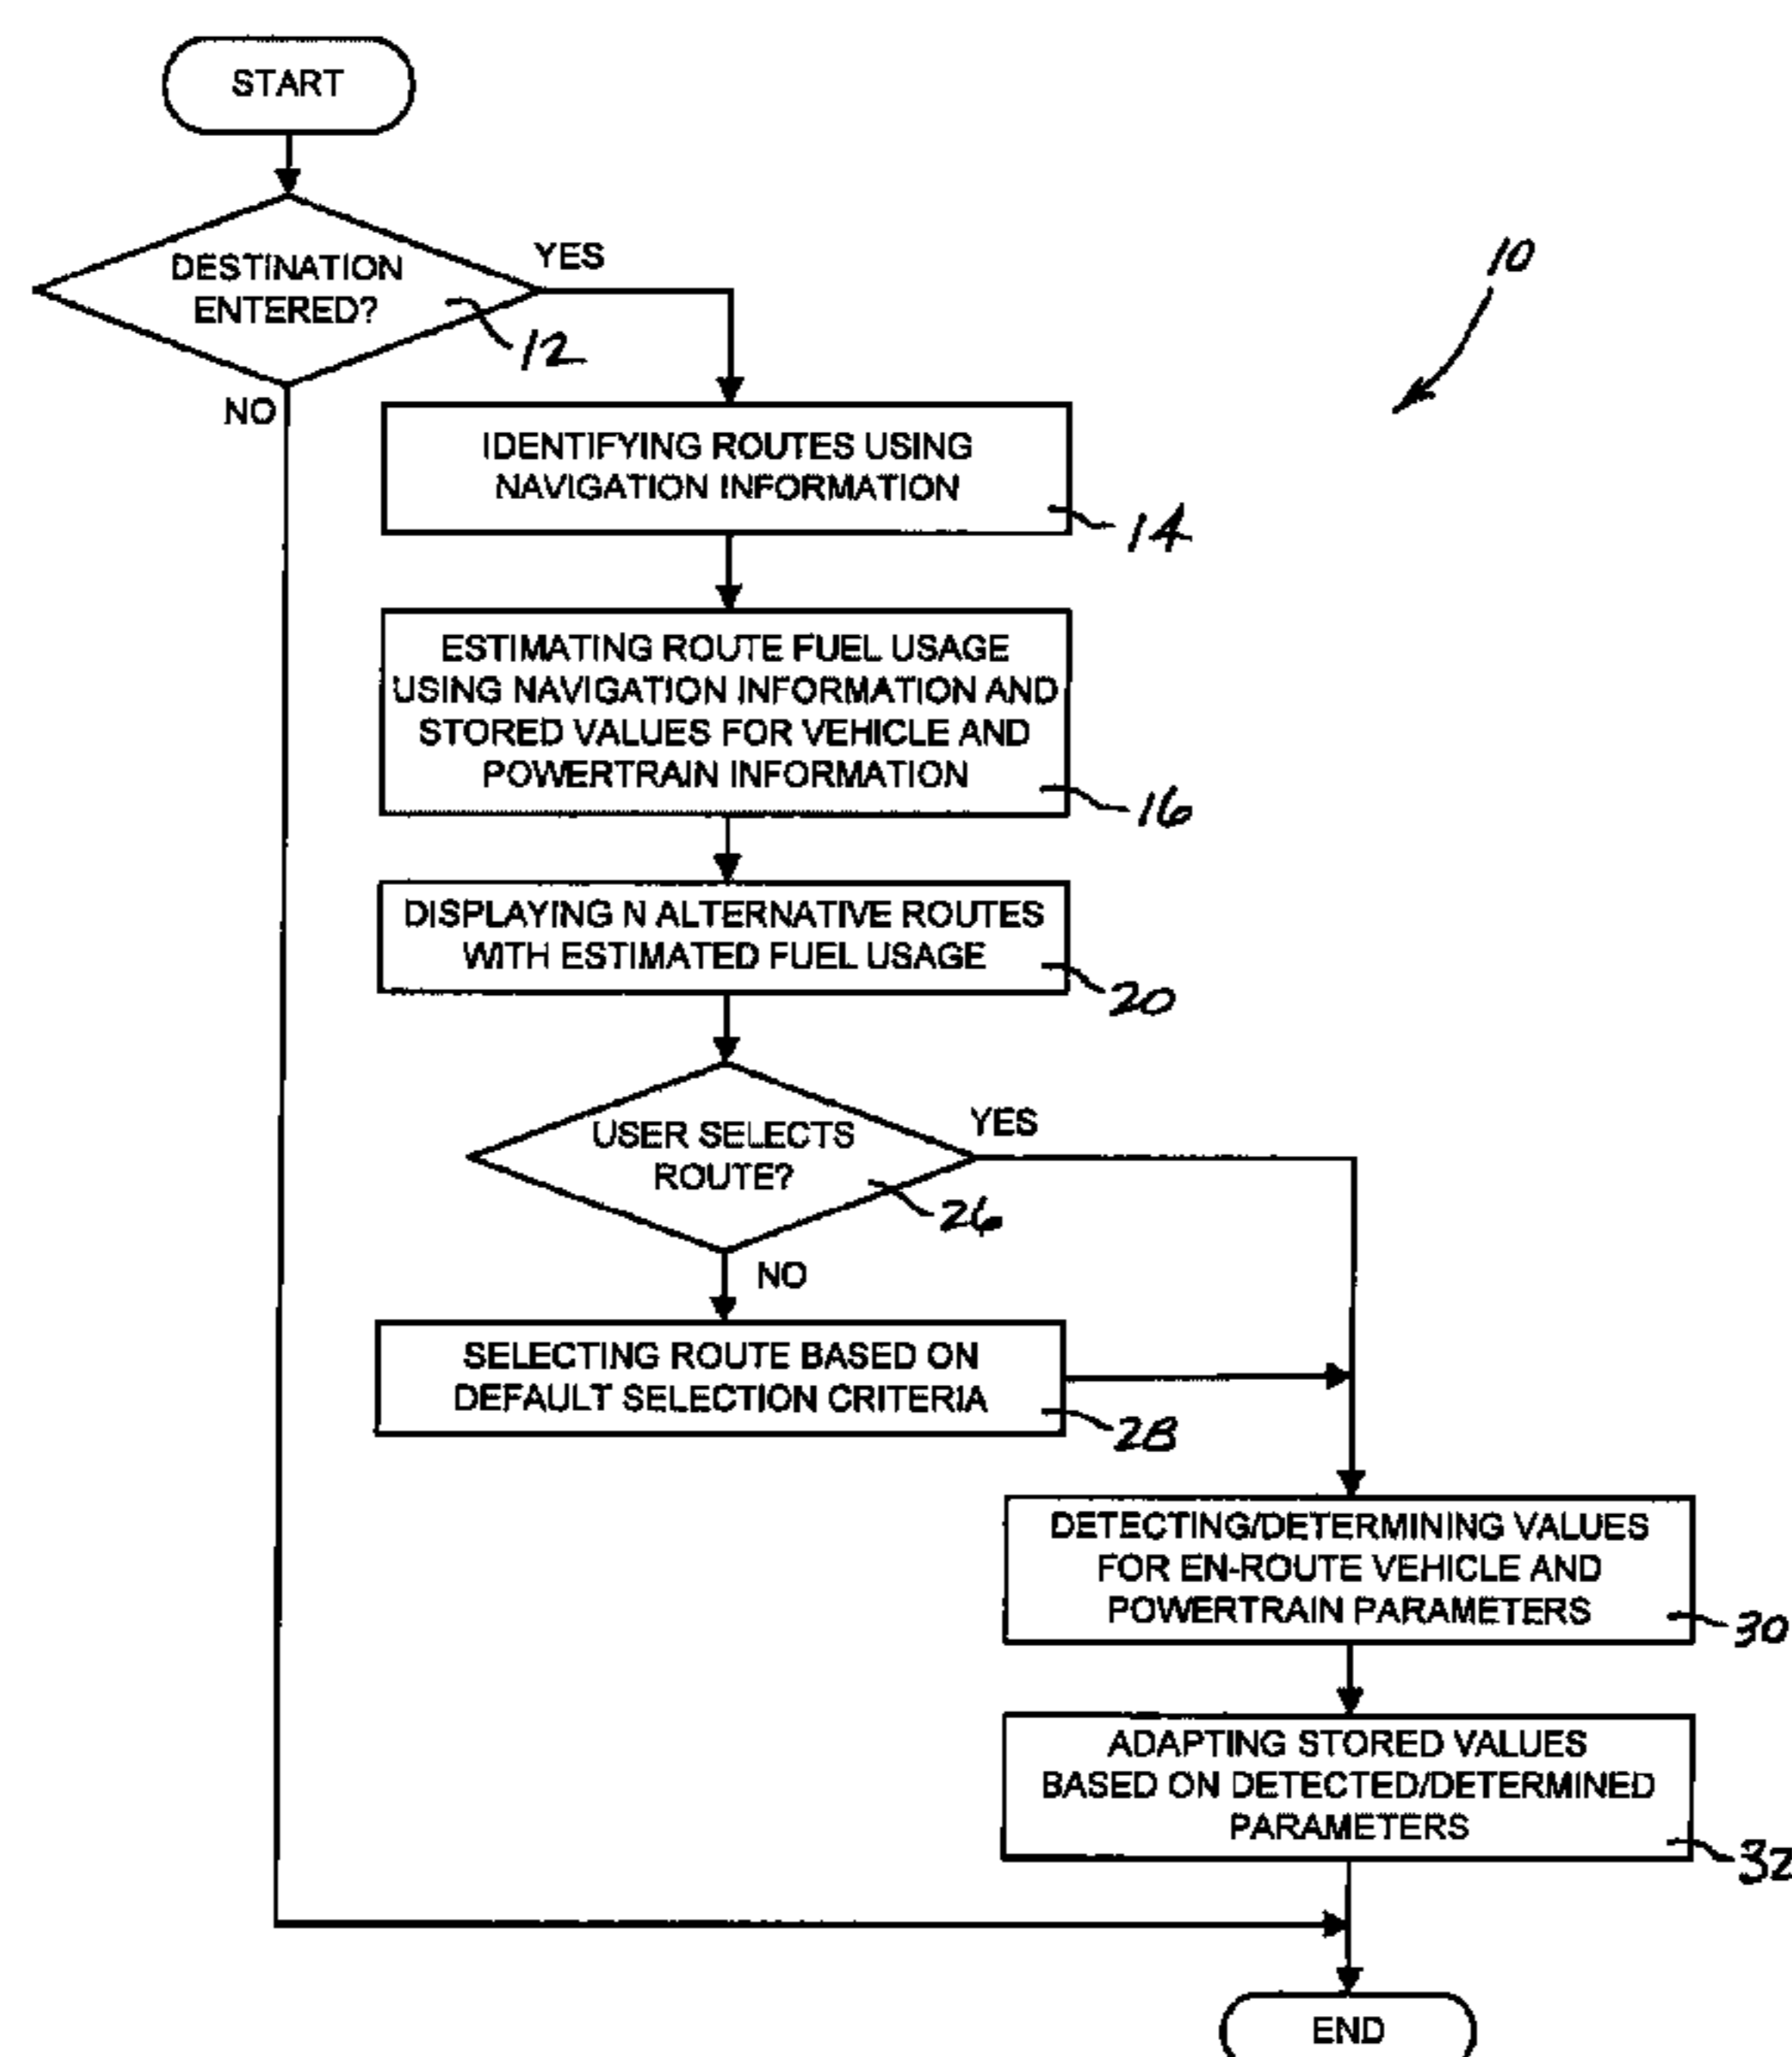 START
DESTINATION
ENTERED?
YES
12
NO
10
IDENTIFYING ROUTES USING
NAVIGATION INFORMATION
14
ESTIMATING ROUTE FUEL USAGE
USING NAVIGATION INFORMATION AND
STORED VALUES FOR VEHICLE AND
POWERTRAIN INFORMATION
16
DISPLAYING N ALTERNATIVE ROUTES
WITH ESTIMATED FUEL USAGE
20
USER SELECTS
ROUTE?
YES
26
NO
SELECTING ROUTE BASED ON
DEFAULT SELECTION CRITERIA
28
DETECTING/DETERMINING VALUES
FOR EN-ROUTE VEHICLE AND
POWERTRAIN PARAMETERS
30
ADAPTING STORED VALUES
BASED ON DETECTED/DETERMINED
PARAMETERS
32
END